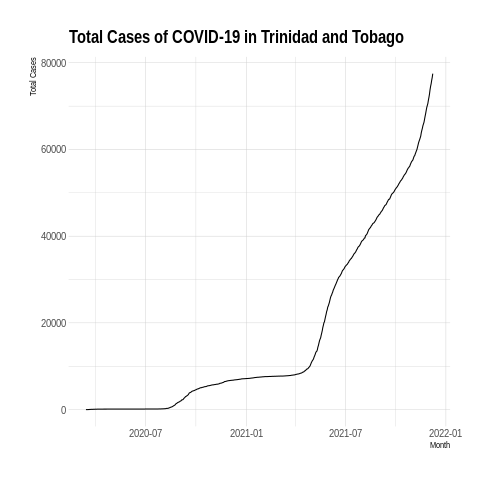 Total Cases of COVID-19 in Trinidad and Tobago
Total Cases
80000
60000
40000
20000
0
2020-07 2021-01 2021-07 2022-01
Month